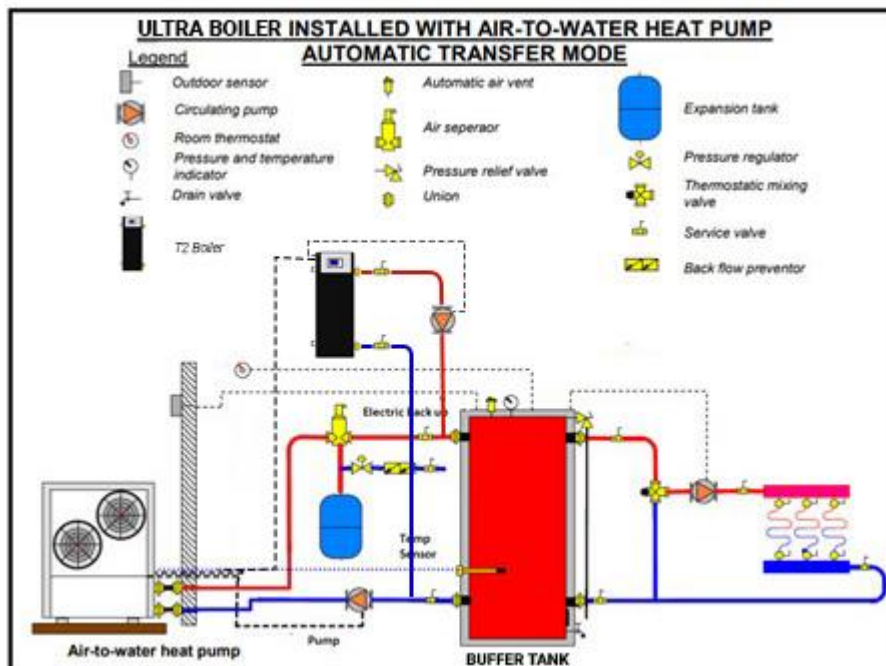 ULTRA BOILER INSTALLED WITH AIR-TO-WATER HEAT PUMP
AUTOMATIC TRANSFER MODE
Legend
Outdoor sensor
Circulating pump
Room thermostat
Pressure and temperature
indicator
Drain valve
T2 Boiler
Automatic air vent
Air seperaor
Pressure relief valve
Union
Expansion tank
Pressure regulator
Thermostatic mixing
valve
Service valve
Back flow preventor
Electric Back up
Temp
Sensor
Pump
Air-to-water heat pump
BUFFER TANK